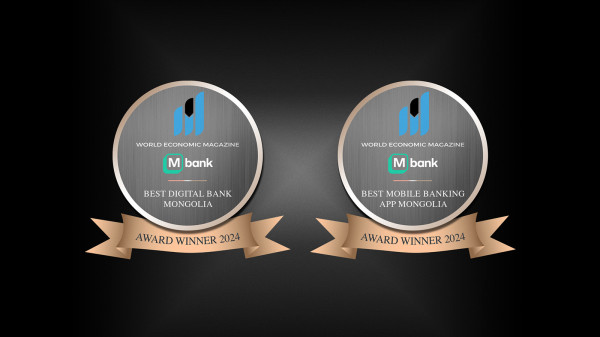 WORLD ECONOMIC MAGAZINE
M bank
BEST DIGITAL BANK
MONGOLIA
AWARD WINNER 2024
WORLD ECONOMIC MAGAZINE
M bank
BEST MOBILE BANKING
APP MONGOLIA
AWARD WINNER 2024